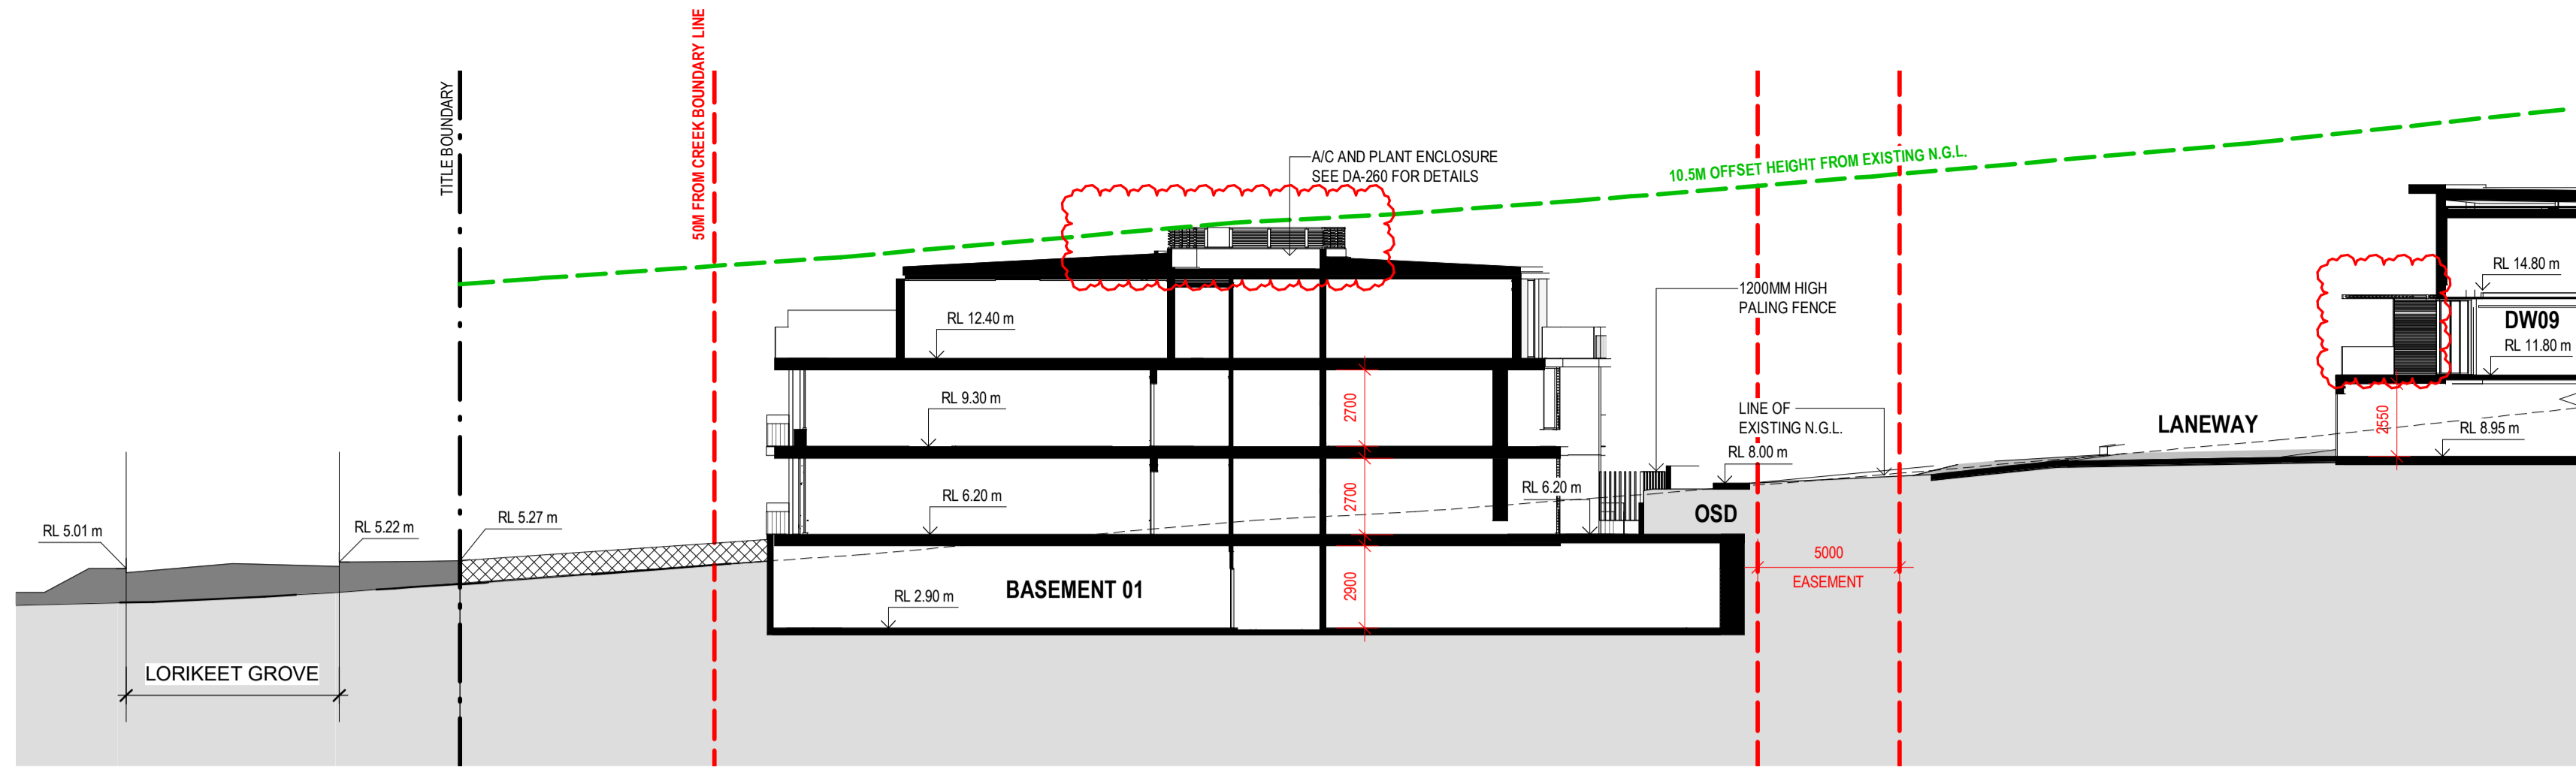 TITLE BOUNDARY
50M FROM CREEK BOUNDARY LINE
A/C AND PLANT ENCLOSURE
SEE DA-260 FOR DETAILS
10.5M OFFSET HEIGHT FROM EXISTING N.G.L.
1200MM HIGH
PALING FENCE
RL 14.80 m
DW09
RL 11.80 m
RL 12.40 m
RL 9.30 m
2700
LINE OF
EXISTING N.G.L.
RL 8.00 m
LANEWAY
2550
RL 8.95 m
RL 5.01 m
RL 5.22 m
RL 5.27 m
RL 6.20 m
2700
RL 6.20 m
OSD
5000
EASEMENT
BASEMENT 01
RL 2.90 m
2900
LORIKEET GROVE